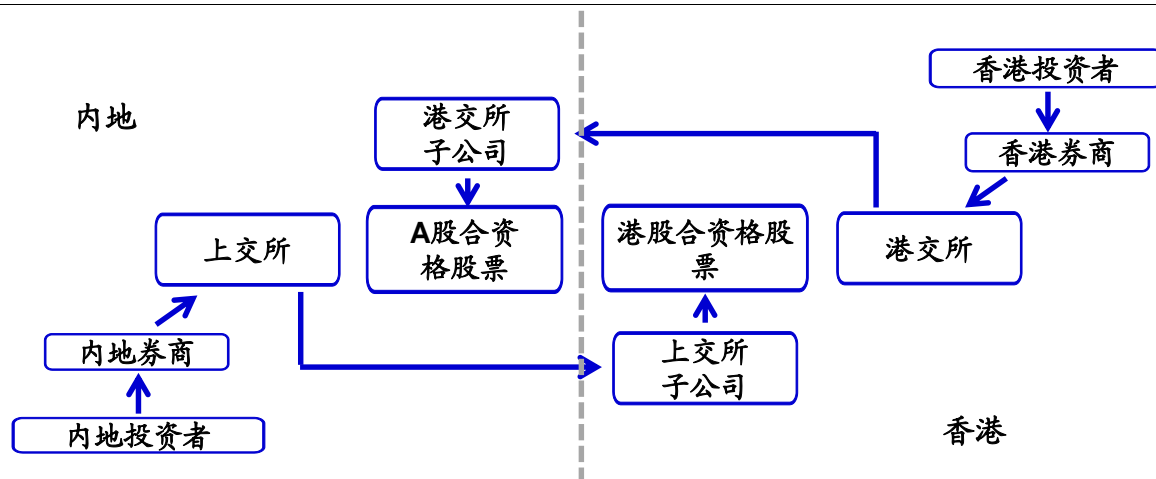 香港投资者
内地
港交所
子公司
香港券商
上交所
A股合资
格股票
港股合资格股
票
港交所
内地券商
上交所
子公司
内地投资者
香港